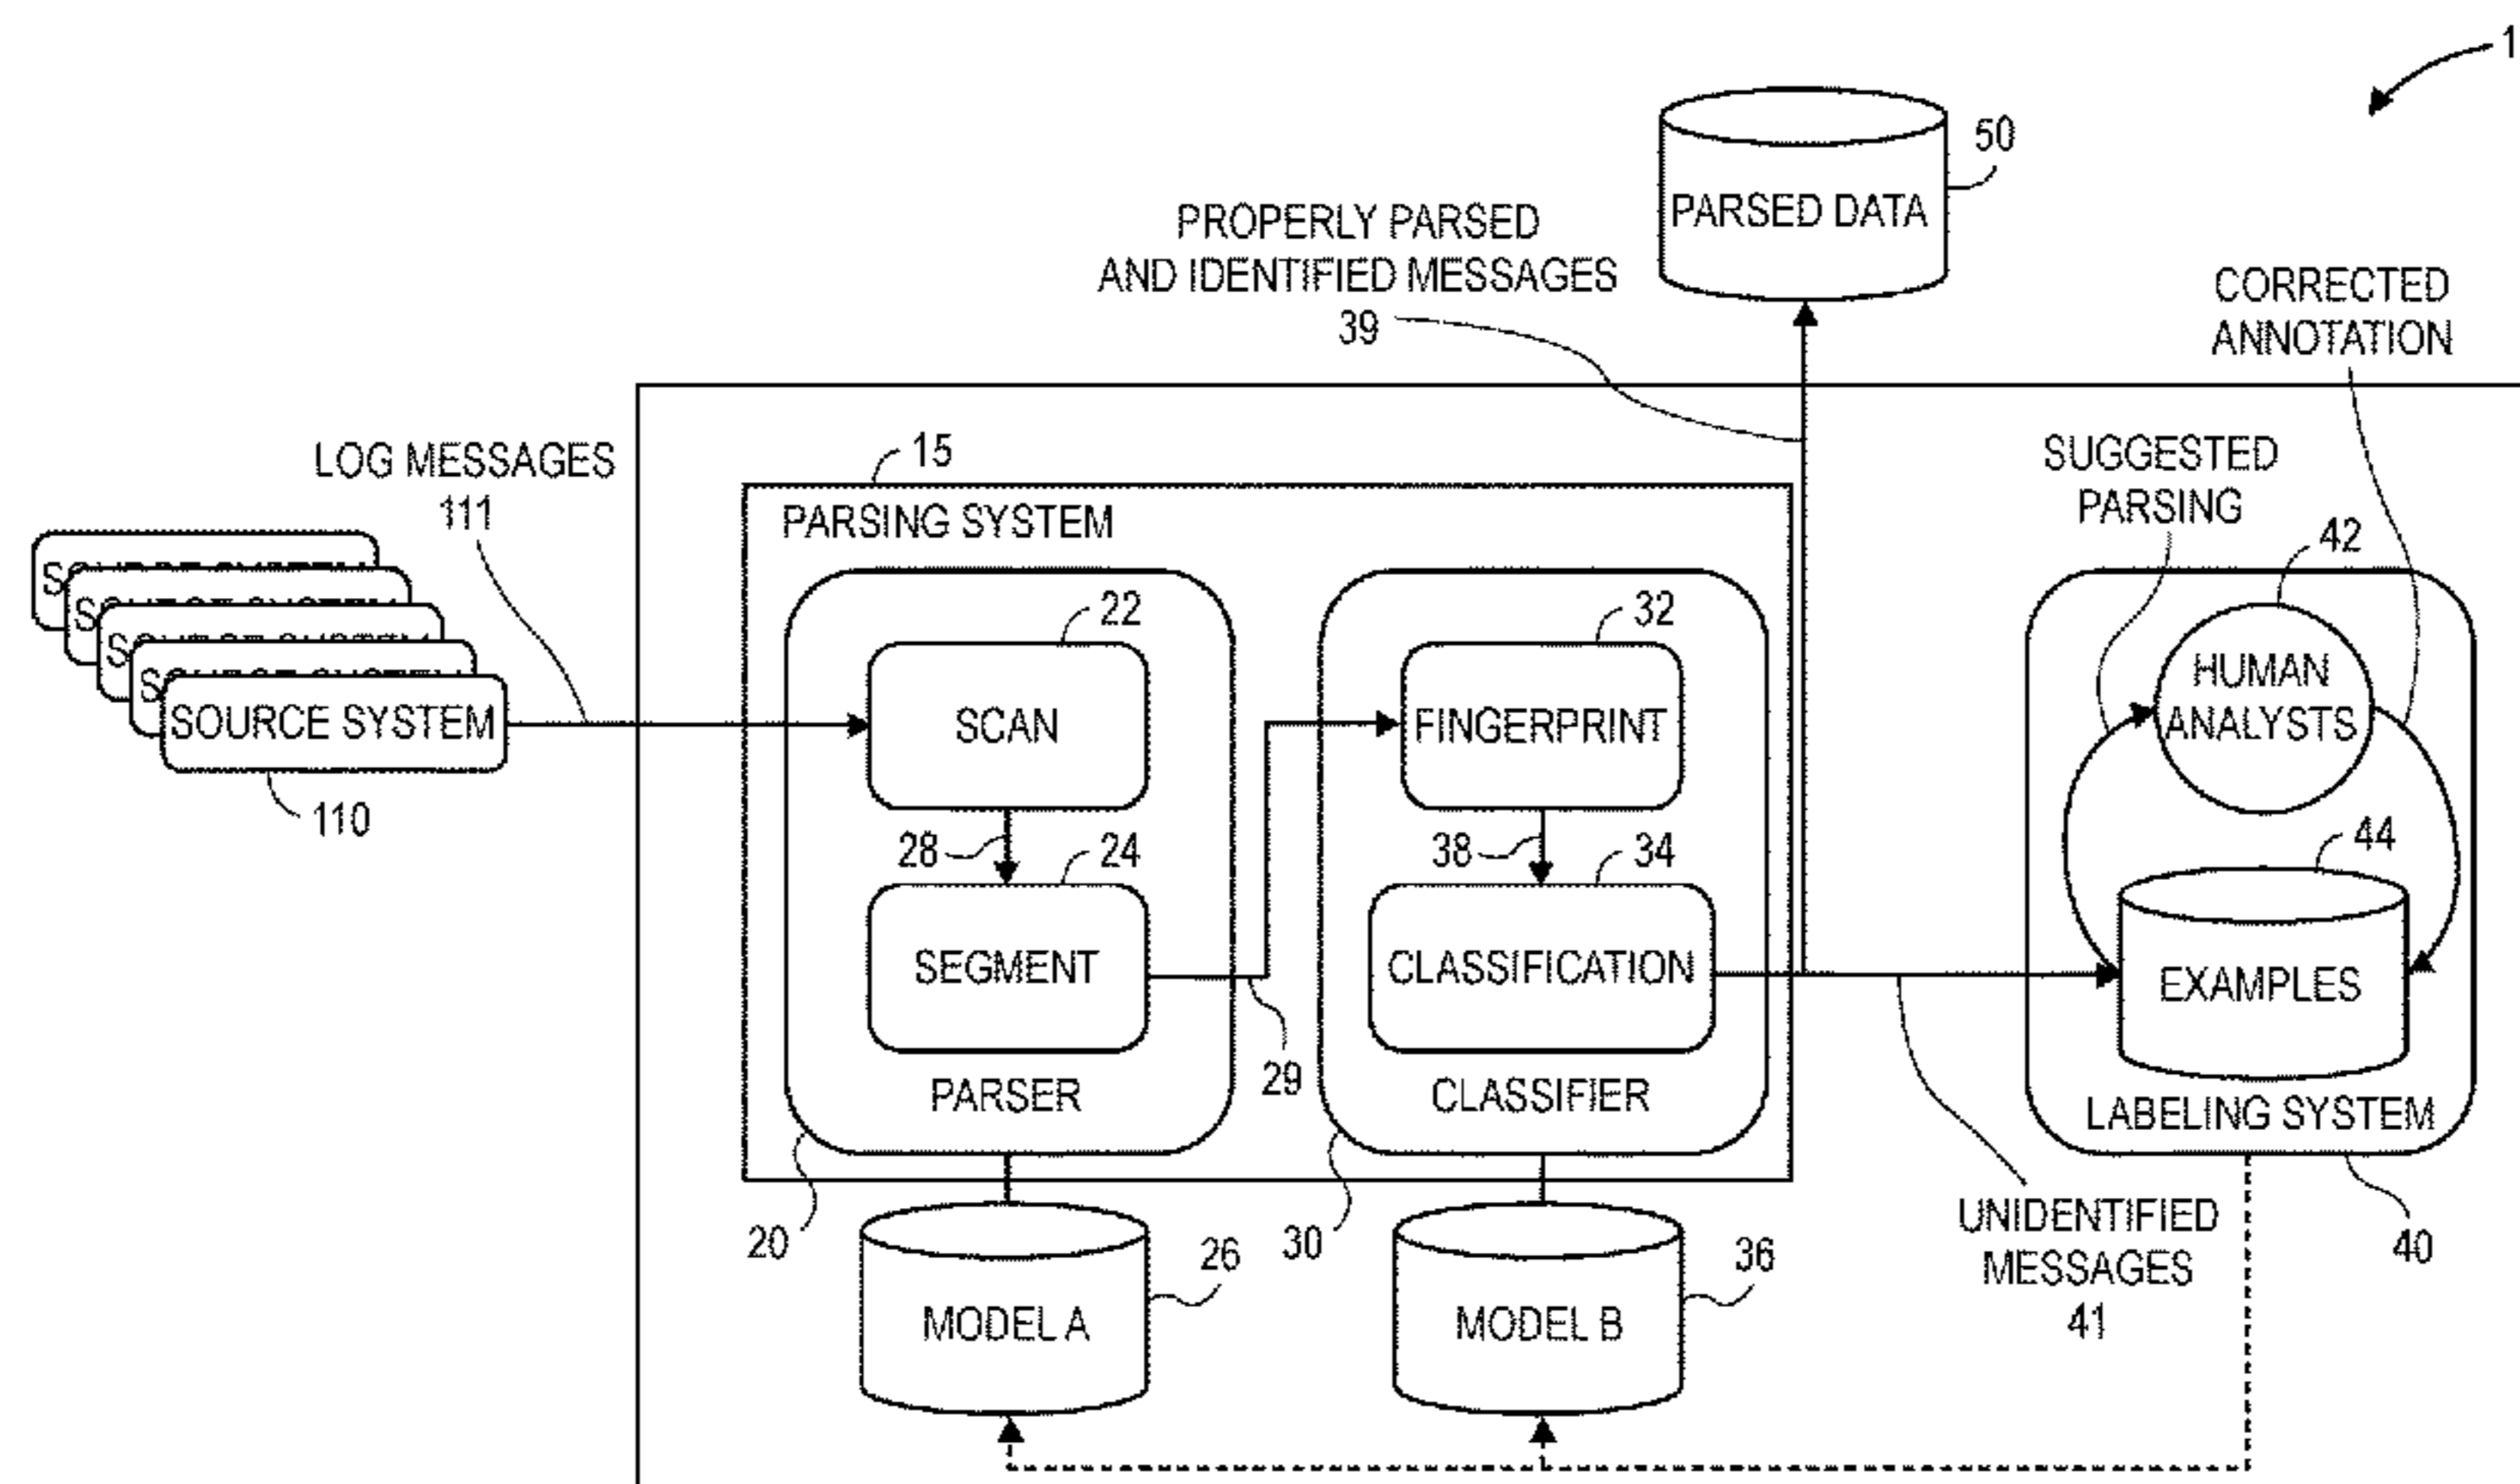 1
50
PARSED DATA
PROPERLY PARSED
AND IDENTIFIED MESSAGES
39
CORRECTED
ANNOTATION
LOG MESSAGES
111
15
PARSING SYSTEM
SUGGESTED
PARSING
42
SOURCE SYSTEM
110
22
SCAN
28
24
SEGMENT
PARSER
20
29
32
FINGERPRINT
38
34
CLASSIFICATION
CLASSIFIER
30
HUMAN
ANALYSTS
44
EXAMPLES
LABELING SYSTEM
40
UNIDENTIFIED
MESSAGES
41
26
MODEL A
36
MODEL B